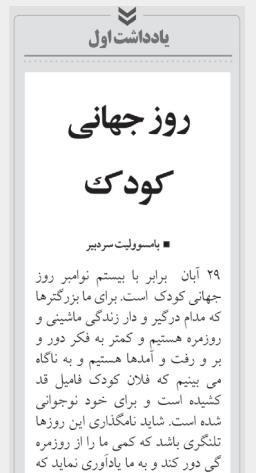 یادداشت اول
روز جهانی
کودک
■ بامسوولیت سردبیر
۲۹ آبان برابر با بیستم نوامبر روز
جهانی کودک است. برای ما بزرگترها
که مدام درگیر و دار زندگی ماشینی و
روزمره هستیم و کمتر به فکر دور و
بر و رفت و آمدها هستیم و به ناگاه
می بینیم که فلان کودک فامیل قد
کشیده است و برای خود نوجوانی
شده است. شاید نامگذاری این روزها
تلنگری باشد که کمی ما را از روزمره
گی دور کند و به ما یادآوری نماید که